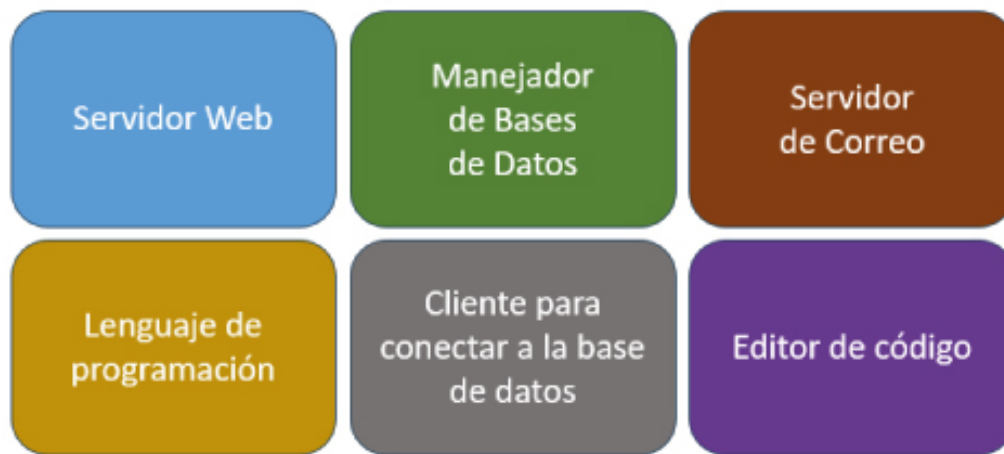 Servidor Web
Manejador
de Bases
de Datos
Servidor
de Correo
Lenguaje de
programación
Cliente para
conectar a la base
de datos
Editor de código